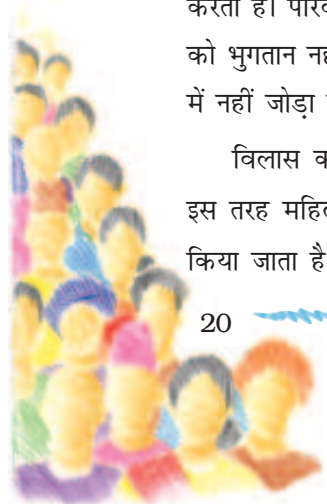 करता है। परिव
को भुगतान नह
में नहीं जोड़ा
विलास क
इस तरह महिल
किया जाता है
20